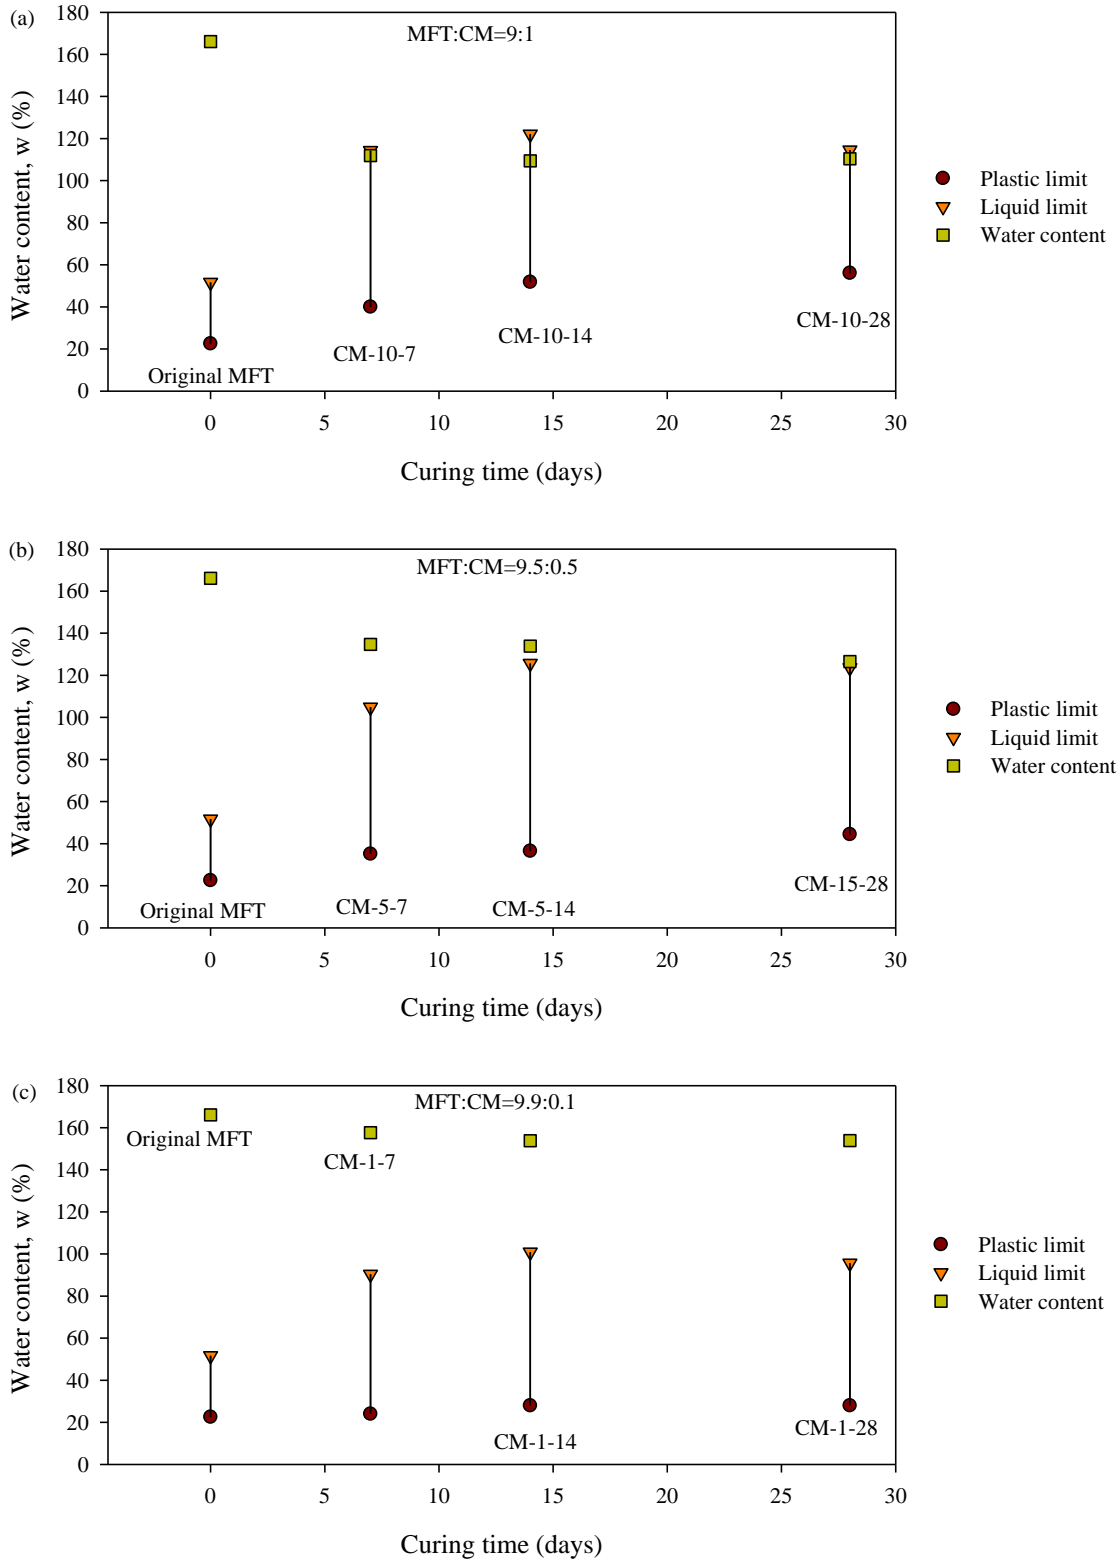 (a)
180
160
140
120
100
80
60
40
20
0
Water content, w (%)
MFT:CM=9:1
Original MFT
CM-10-7
CM-10-14
CM-10-28
0 5 10 15 20 25 30
Curing time (days)
Plastic limit
Liquid limit
Water content
(b)
180
160
140
120
100
80
60
40
20
0
Water content, w (%)
MFT:CM=9.5:0.5
Original MFT
CM-5-7
CM-5-14
CM-15-28
0 5 10 15 20 25 30
Curing time (days)
Plastic limit
Liquid limit
Water content
(c)
180
160
140
120
100
80
60
40
20
0
Water content, w (%)
MFT:CM=9.9:0.1
Original MFT
CM-1-7
CM-1-14
CM-1-28
0 5 10 15 20 25 30
Curing time (days)
Plastic limit
Liquid limit
Water content